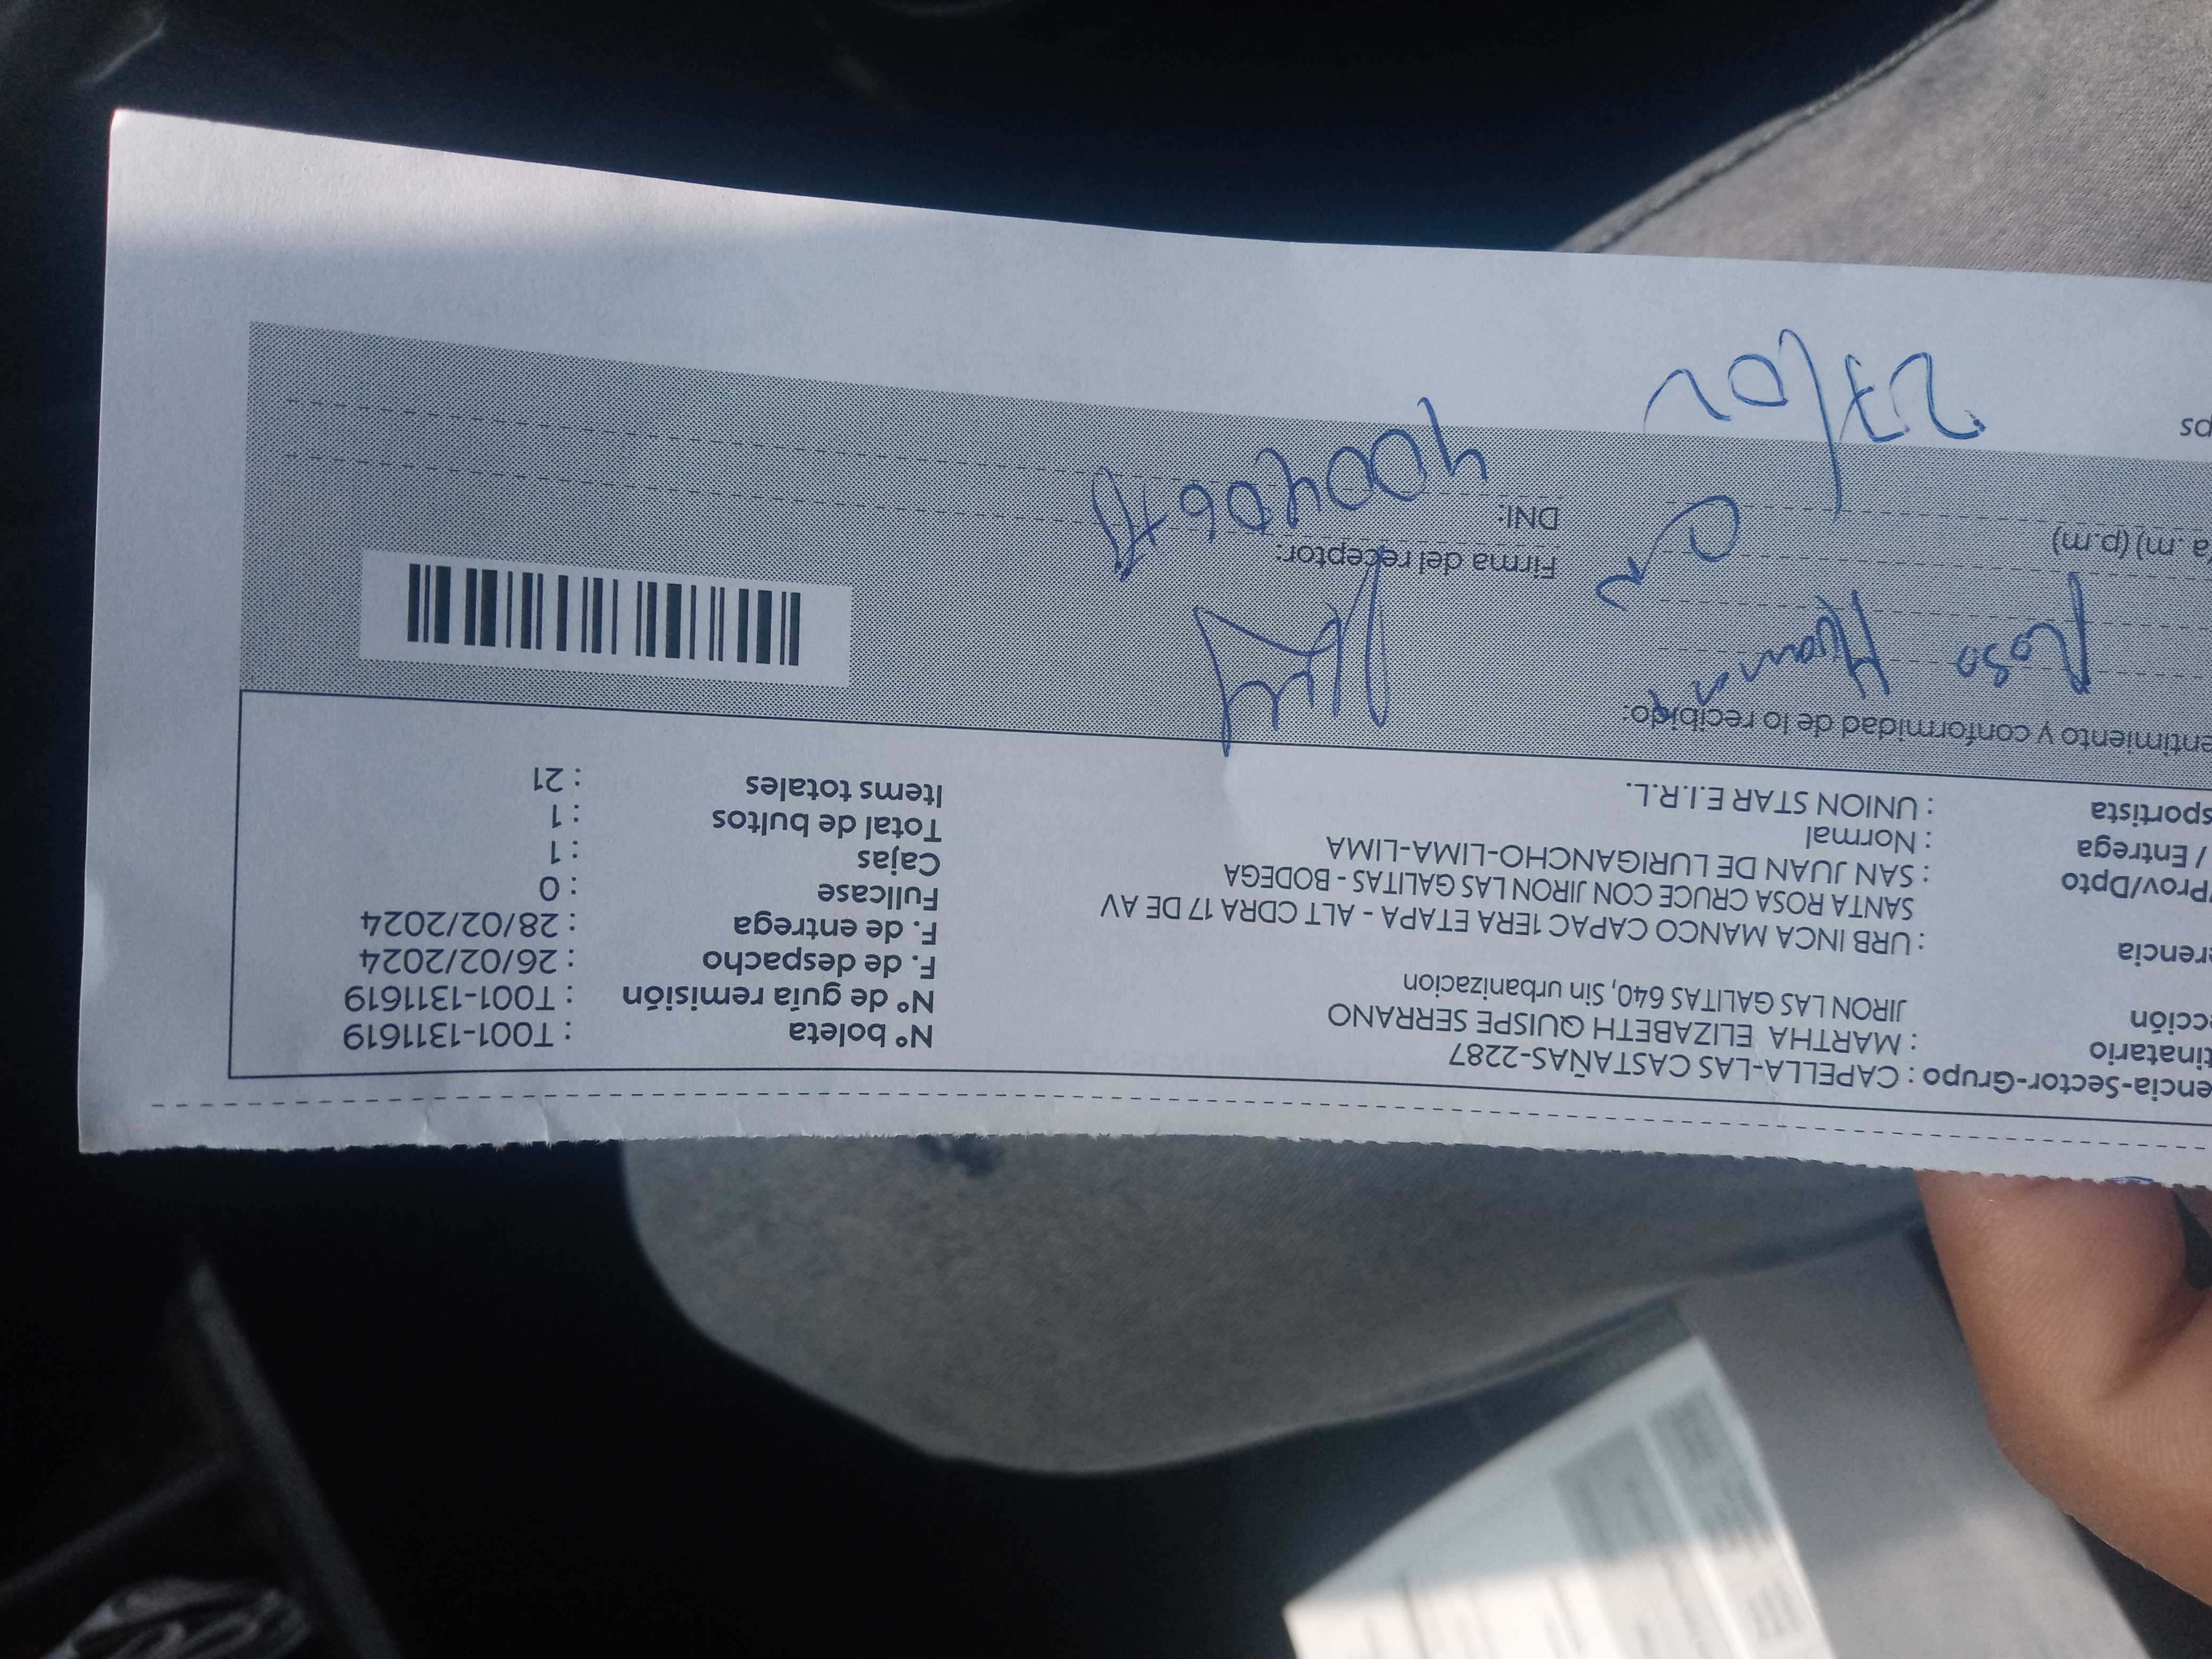 encia-Sector-Grupo : CAPELLA-LAS CASTAÑAS-2287
tinatario : MARTHA ELIZABETH QUISPE SERRANO
cción JIRON LAS GALITAS 640, Sin urbanizacion
erencia : URB INCA MANCO CAPAC 1ERA ETAPA - ALT CDRA 17 DE AV
SANTA ROSA CRUCE CON JIRON LAS GALITAS - BODEGA
Prov/Dpto : SAN JUAN DE LURIGANCHO-LIMA-LIMA
/ Entrega : Normal
sportista : UNION STAR E.I.R.L.
N° boleta : T001-1311619
N° de guía remisión : T001-1311619
F. de despacho : 26/02/2024
F. de entrega : 28/02/2024
Fullcase : 0
Cajas : 1
Total de bultos : 1
Items totales : 21
entimiento y conformidad de lo recibido:
Rosa
Firma del receptor:
a .m) (p.m)
DNI:
ps
27/02